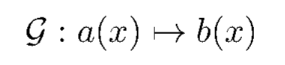 𝒢 : a(x) ↦ b(x)